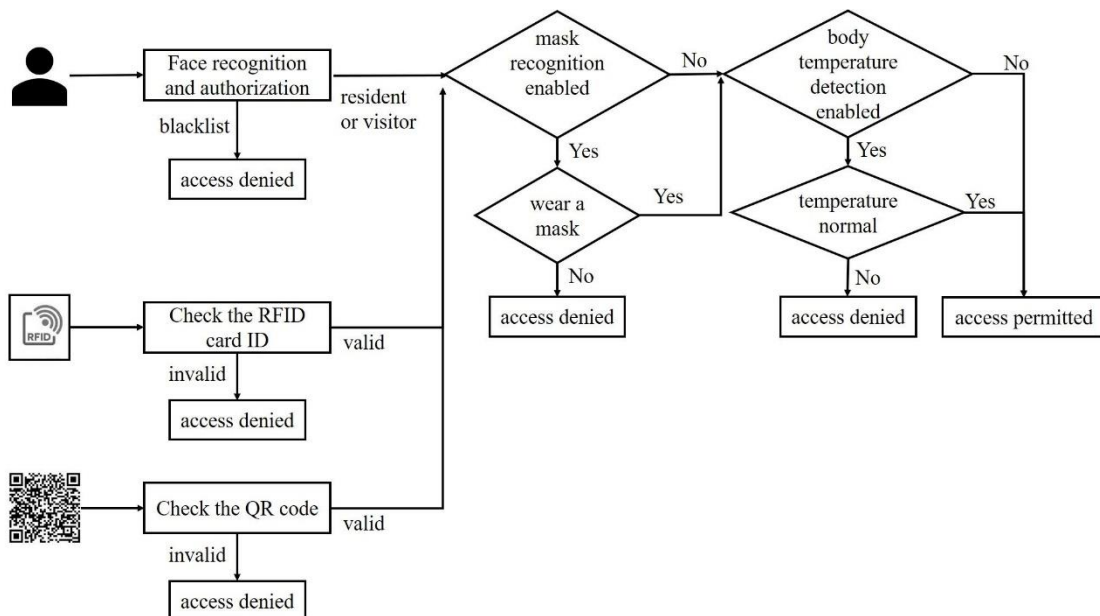 Face recognition
and authorization
resident
or visitor
blacklist
access denied
mask
recognition
enabled
No
Yes
wear a
mask
Yes
No
access denied
body
temperature
detection
enabled
No
Yes
temperature
normal
Yes
No
access denied
access permitted
RFID
Check the RFID
card ID
valid
invalid
access denied
Check the QR code
valid
invalid
access denied